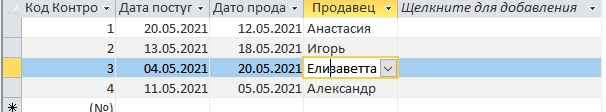 Код Контро Дата постуг Дато прода Продавец Щелкните для добавления
1 20.05.2021 12.05.2021 Анастасия
2 13.05.2021 18.05.2021 Игорь
3 04.05.2021 20.05.2021 Елизаветта
4 11.05.2021 05.05.2021 Александр
* (№)